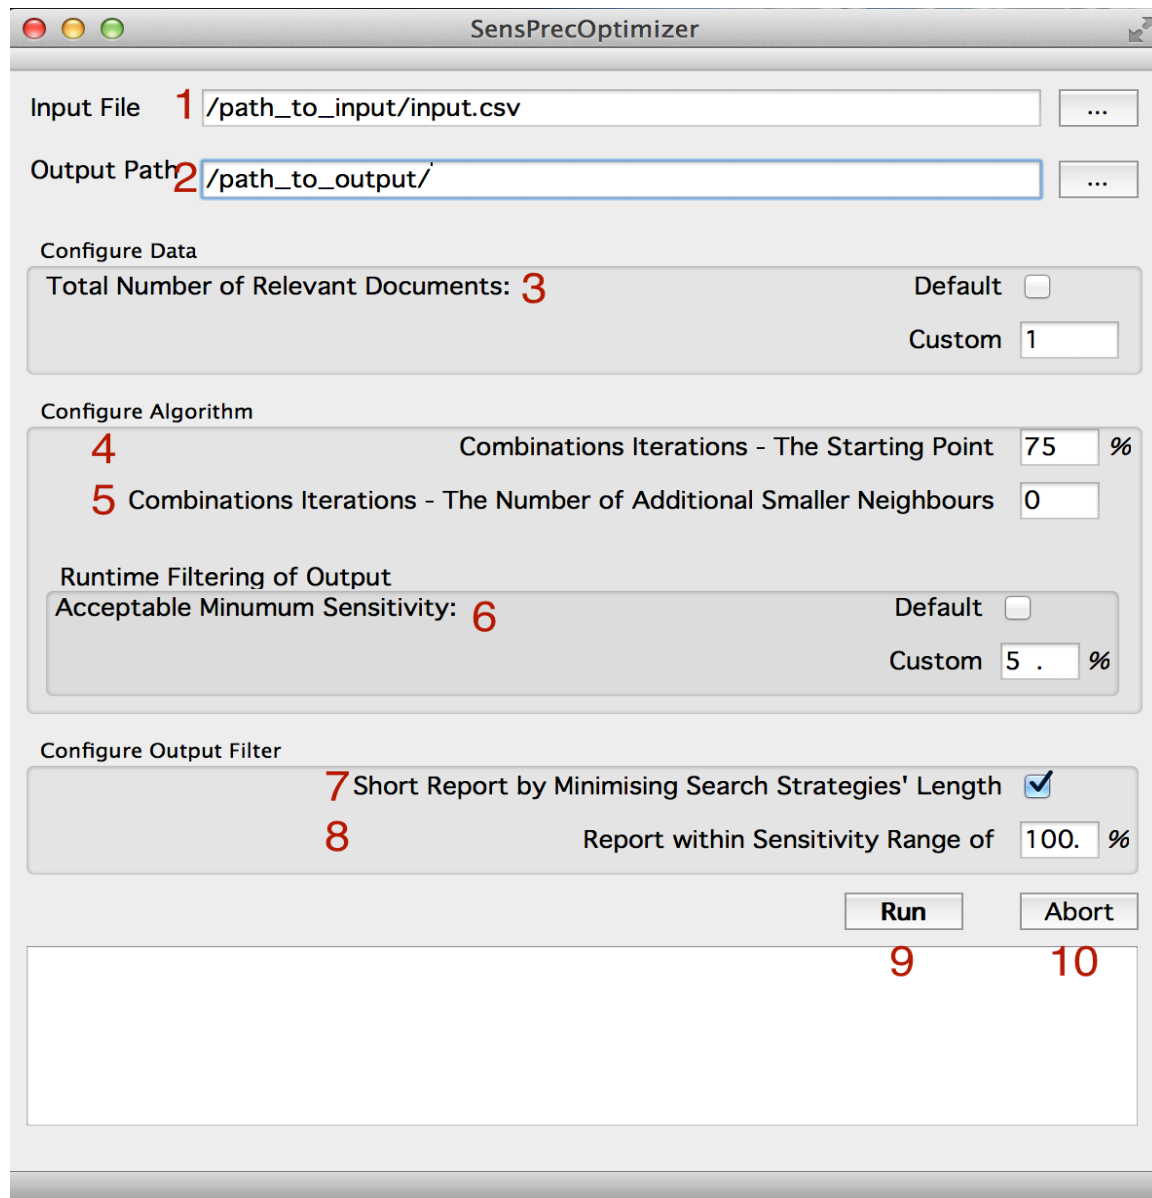 SensPrecOptimizer
Input File 1 /path_to_input/input.csv ...
Output Path 2 /path_to_output/ ...
Configure Data
Total Number of Relevant Documents: 3 Default
Custom 1
Configure Algorithm
4 Combinations Iterations - The Starting Point 75 %
5 Combinations Iterations - The Number of Additional Smaller Neighbours 0
Runtime Filtering of Output
Acceptable Minumum Sensitivity: 6 Default
Custom 5 . %
Configure Output Filter
7 Short Report by Minimising Search Strategies' Length
8 Report within Sensitivity Range of 100. %
Run Abort
9 10